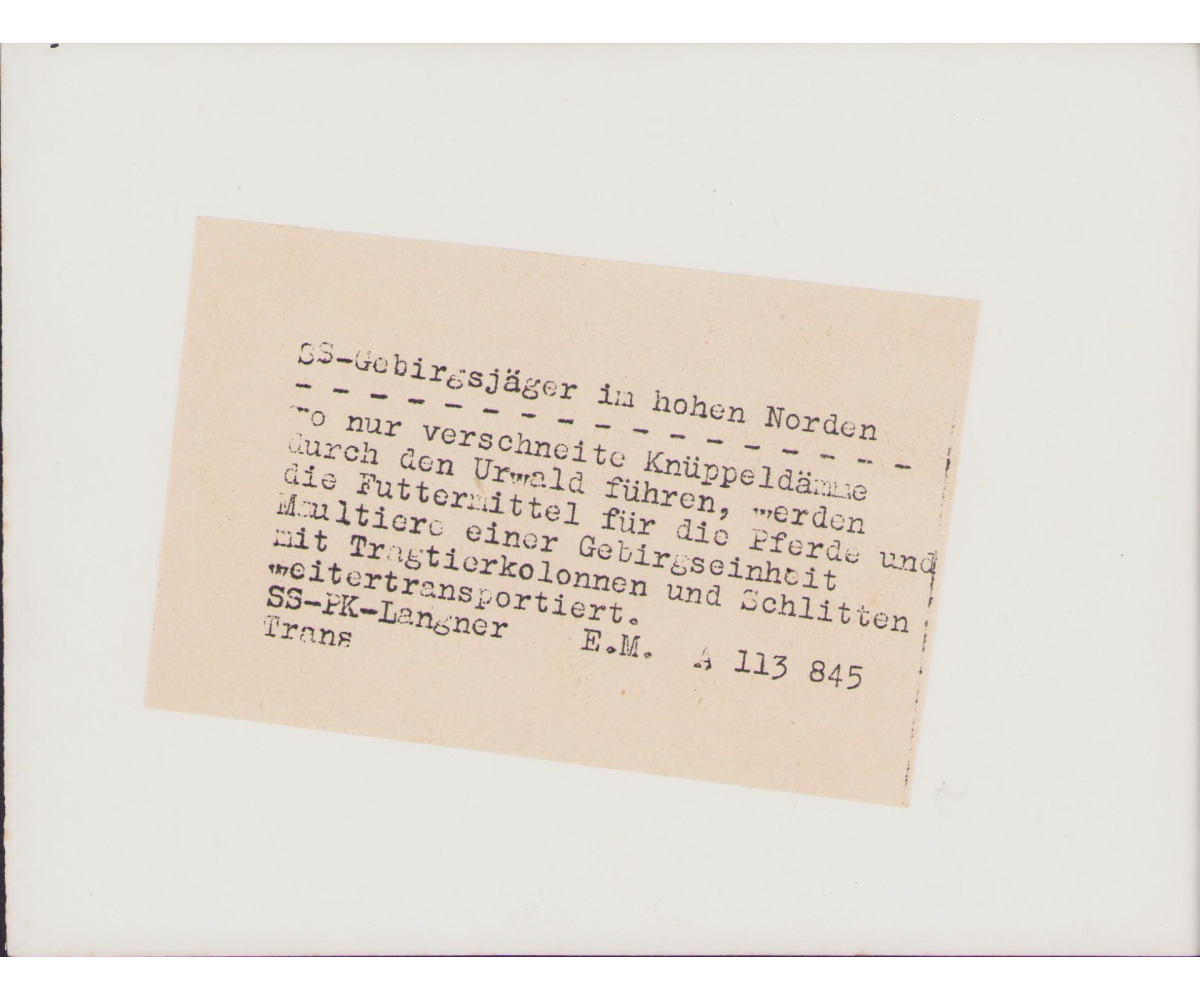 SS-Gebirgsjäger im hohen Norden
- - - - - - - - - - - - - - - - -
Wo nur verschneite Knüppeldämme
durch den Urwald führen, werden
die Futtermittel für die Pferde und
Maultiere einer Gebirgseinheit
mit Tragtierkolonnen und Schlitten
weitertransportiert.
SS-PK-Langner E.M. A 113 845
Trans